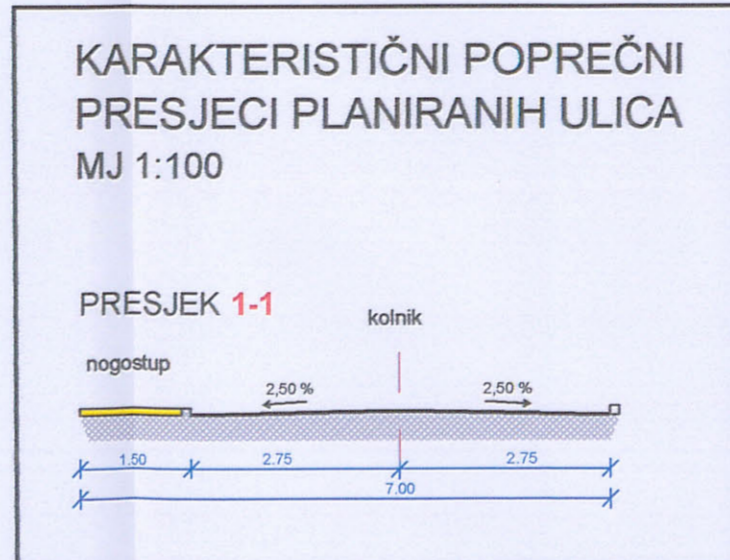 KARAKTERISTIČNI POPREČNI
PRESJECI PLANIRANIH ULICA
MJ 1:100
PRESJEK 1-1
kolnik
nogostup
2,50 % 2,50 %
1.50 2.75 2.75
7.00